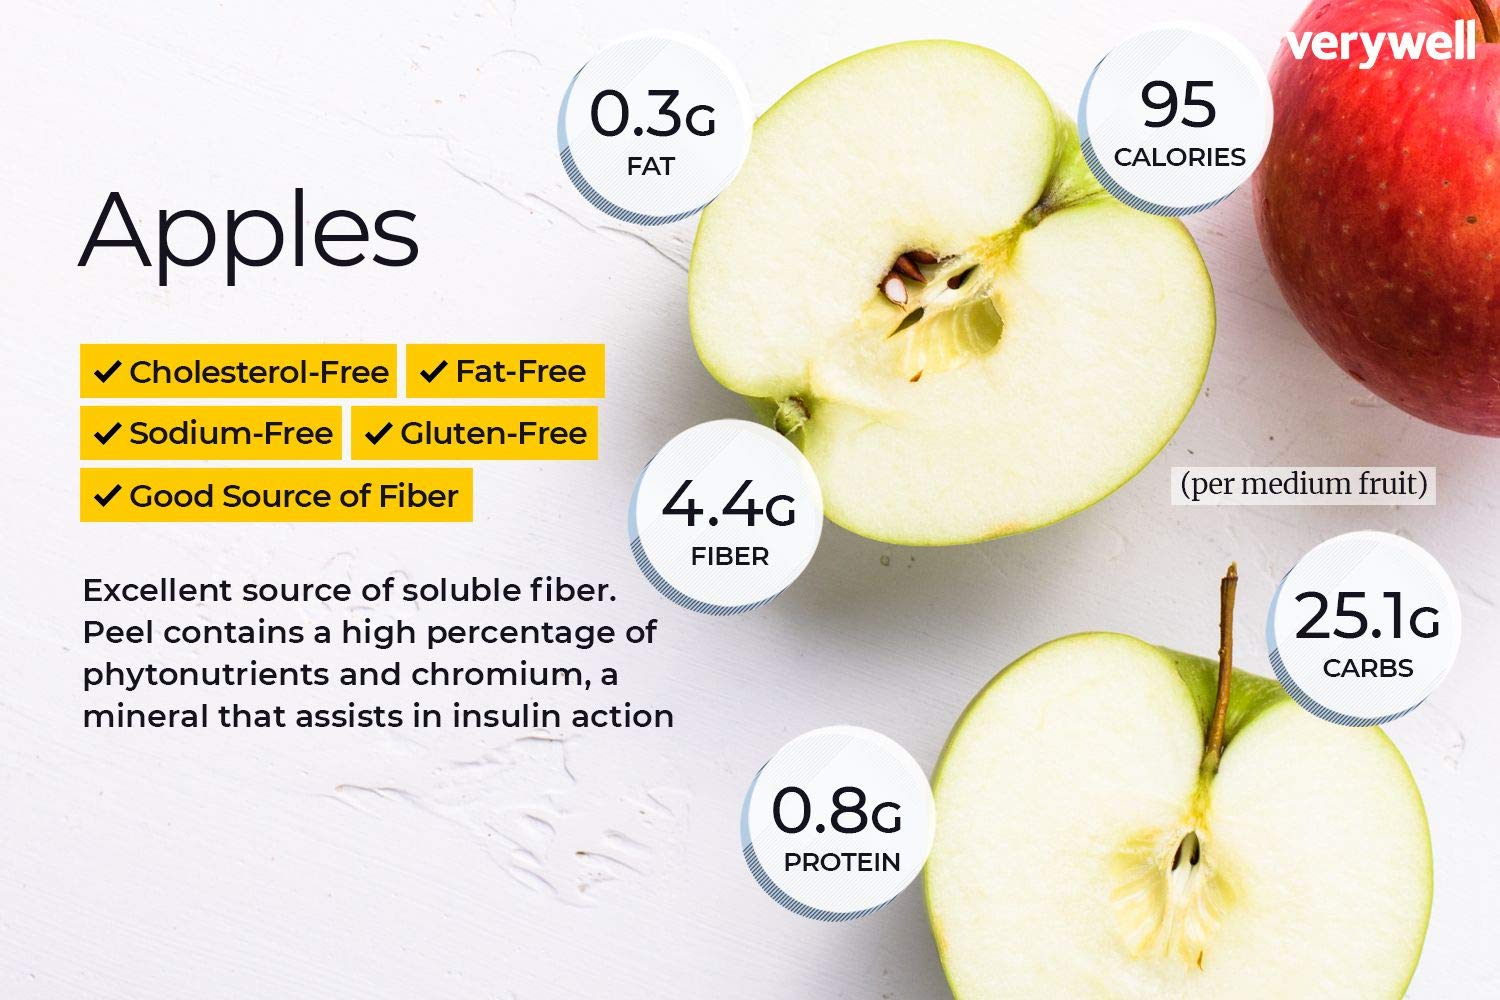 verywell
0.3G
FAT
95
CALORIES
Apples
✓ Cholesterol-Free
✓ Fat-Free
✓ Sodium-Free
✓ Gluten-Free
✓ Good Source of Fiber
4.4G
FIBER
(per medium fruit)
Excellent source of soluble fiber.
Peel contains a high percentage of
phytonutrients and chromium, a
mineral that assists in insulin action
25.1G
CARBS
0.8G
PROTEIN